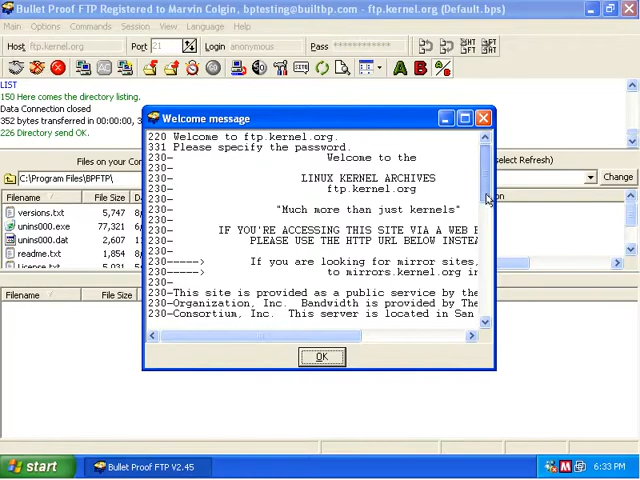 Bullet Proof FTP Registered to Marvin Colgin, bptesting@builtbp.com - ftp.kernel.org (Default.bps)
Main Options Commands Session View Language Help
Host ftp.kernel.org Port 21 Login anonymous Pass ************
LIST
150 Here comes the directory listing.
Data Connection closed
352 bytes transferred in 00:00:00,
226 Directory send OK.
Welcome message
220 Welcome to ftp.kernel.org.
331 Please specify the password.
230- Welcome to the
230-
230- LINUX KERNEL ARCHIVES
230- ftp.kernel.org
230-
230- "Much more than just kernels"
230-
230- IF YOU'RE ACCESSING THIS SITE VIA A WEB B
230- PLEASE USE THE HTTP URL BELOW INSTEA
230-
230-----> If you are looking for mirror sites,
230-----> to mirrors.kernel.org in
230-
230-This site is provided as a public service by the
230-Organization, Inc. Bandwidth is provided by The
230-Consortium, Inc. This server is located in San
OK
Files on your Com
select Refresh)
C:\Program Files\BPFTP\
Change
Filename File Size
versions.txt 5,747
unins000.exe 77,321
unins000.dat 2,607
readme.txt 1,854
License.txt 5,031
Filename File Size
start
Bullet Proof FTP V2.45
6:33 PM